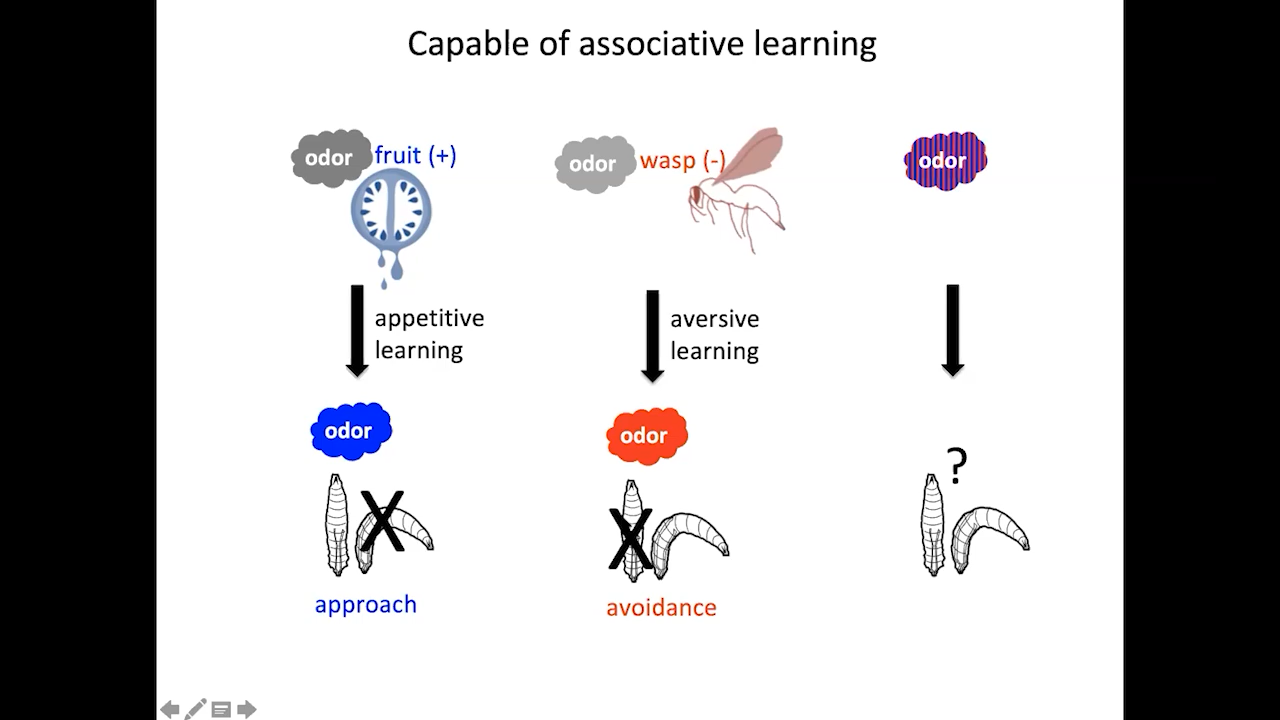 Capable of associative learning
odor
fruit (+)
odor
wasp (-)
odor
appetitive
learning
aversive
learning
odor
odor
X
X
?
approach
avoidance